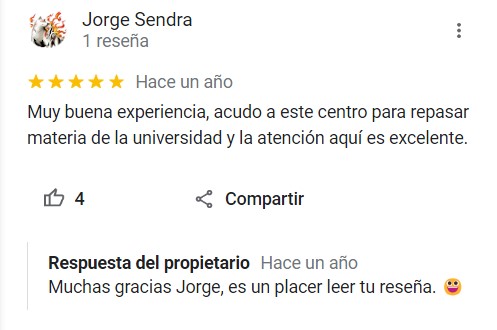 Jorge Sendra
1 reseña
Hace un año
Muy buena experiencia, acudo a este centro para repasar
materia de la universidad y la atención aquí es excelente.
4
Compartir
Respuesta del propietario Hace un año
Muchas gracias Jorge, es un placer leer tu reseña. 😀